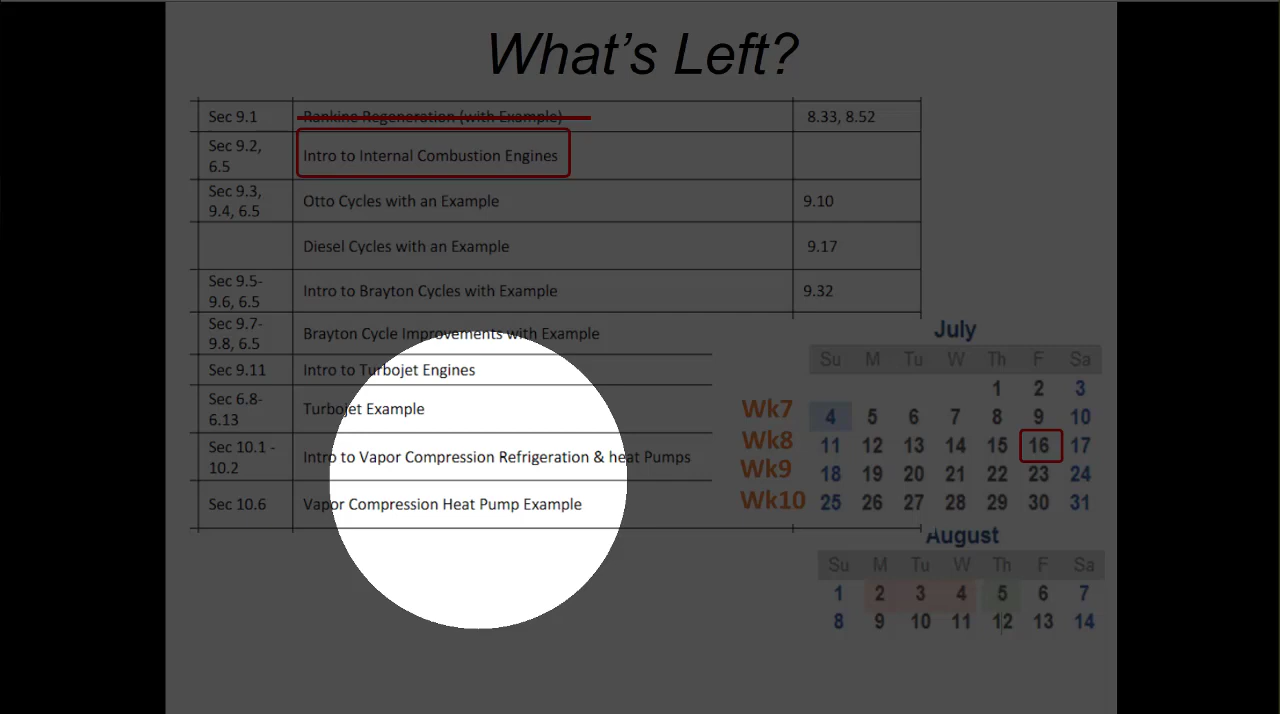 What's Left?
Sec 9.1 Rankine Regeneration (with Example) 8.33, 8.52
Sec 9.2, 6.5 Intro to Internal Combustion Engines
Sec 9.3, 9.4, 6.5 Otto Cycles with an Example 9.10
Diesel Cycles with an Example 9.17
Sec 9.5-9.6, 6.5 Intro to Brayton Cycles with Example 9.32
Sec 9.7-9.8, 6.5 Brayton Cycle Improvements with Example
Sec 9.11 Intro to Turbojet Engines
Sec 6.8-6.13 Turbojet Example
Sec 10.1 - 10.2 Intro to Vapor Compression Refrigeration & heat Pumps
Sec 10.6 Vapor Compression Heat Pump Example
July
Su M Tu W Th F Sa
1 2 3
Wk7 4 5 6 7 8 9 10
Wk8 11 12 13 14 15 16 17
Wk9 18 19 20 21 22 23 24
Wk10 25 26 27 28 29 30 31
August
Su M Tu W Th F Sa
1 2 3 4 5 6 7
8 9 10 11 12 13 14